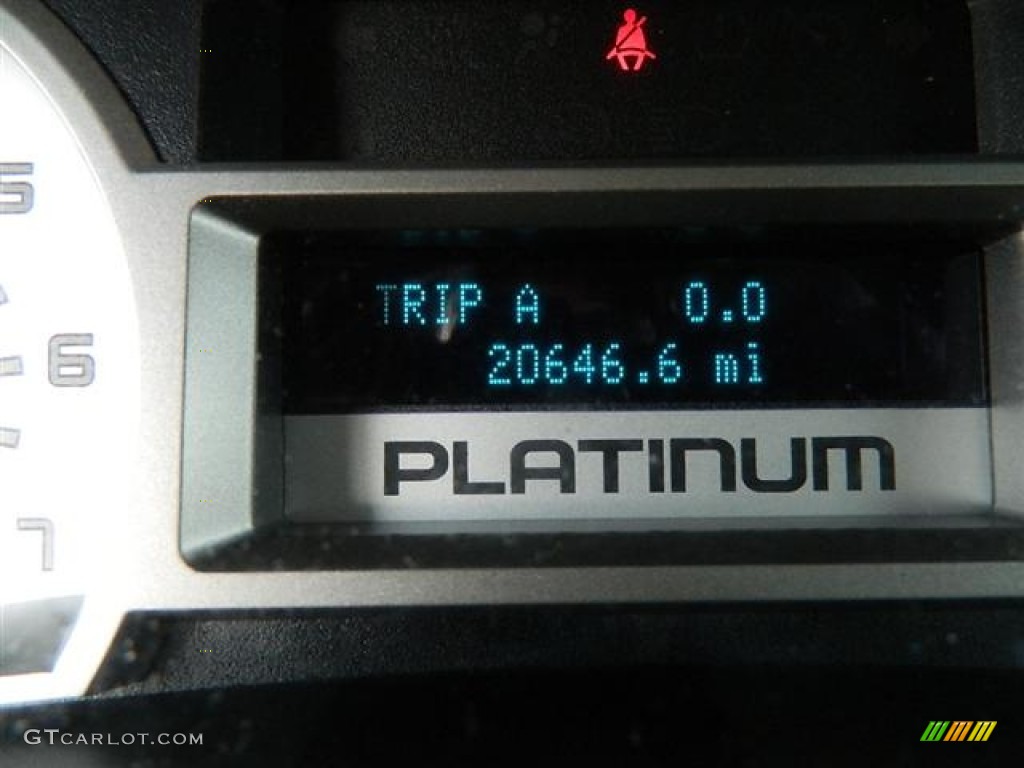 5
6
7
TRIP A 0.0
20646.6 mi
PLATINUM
GTCARLOT.COM